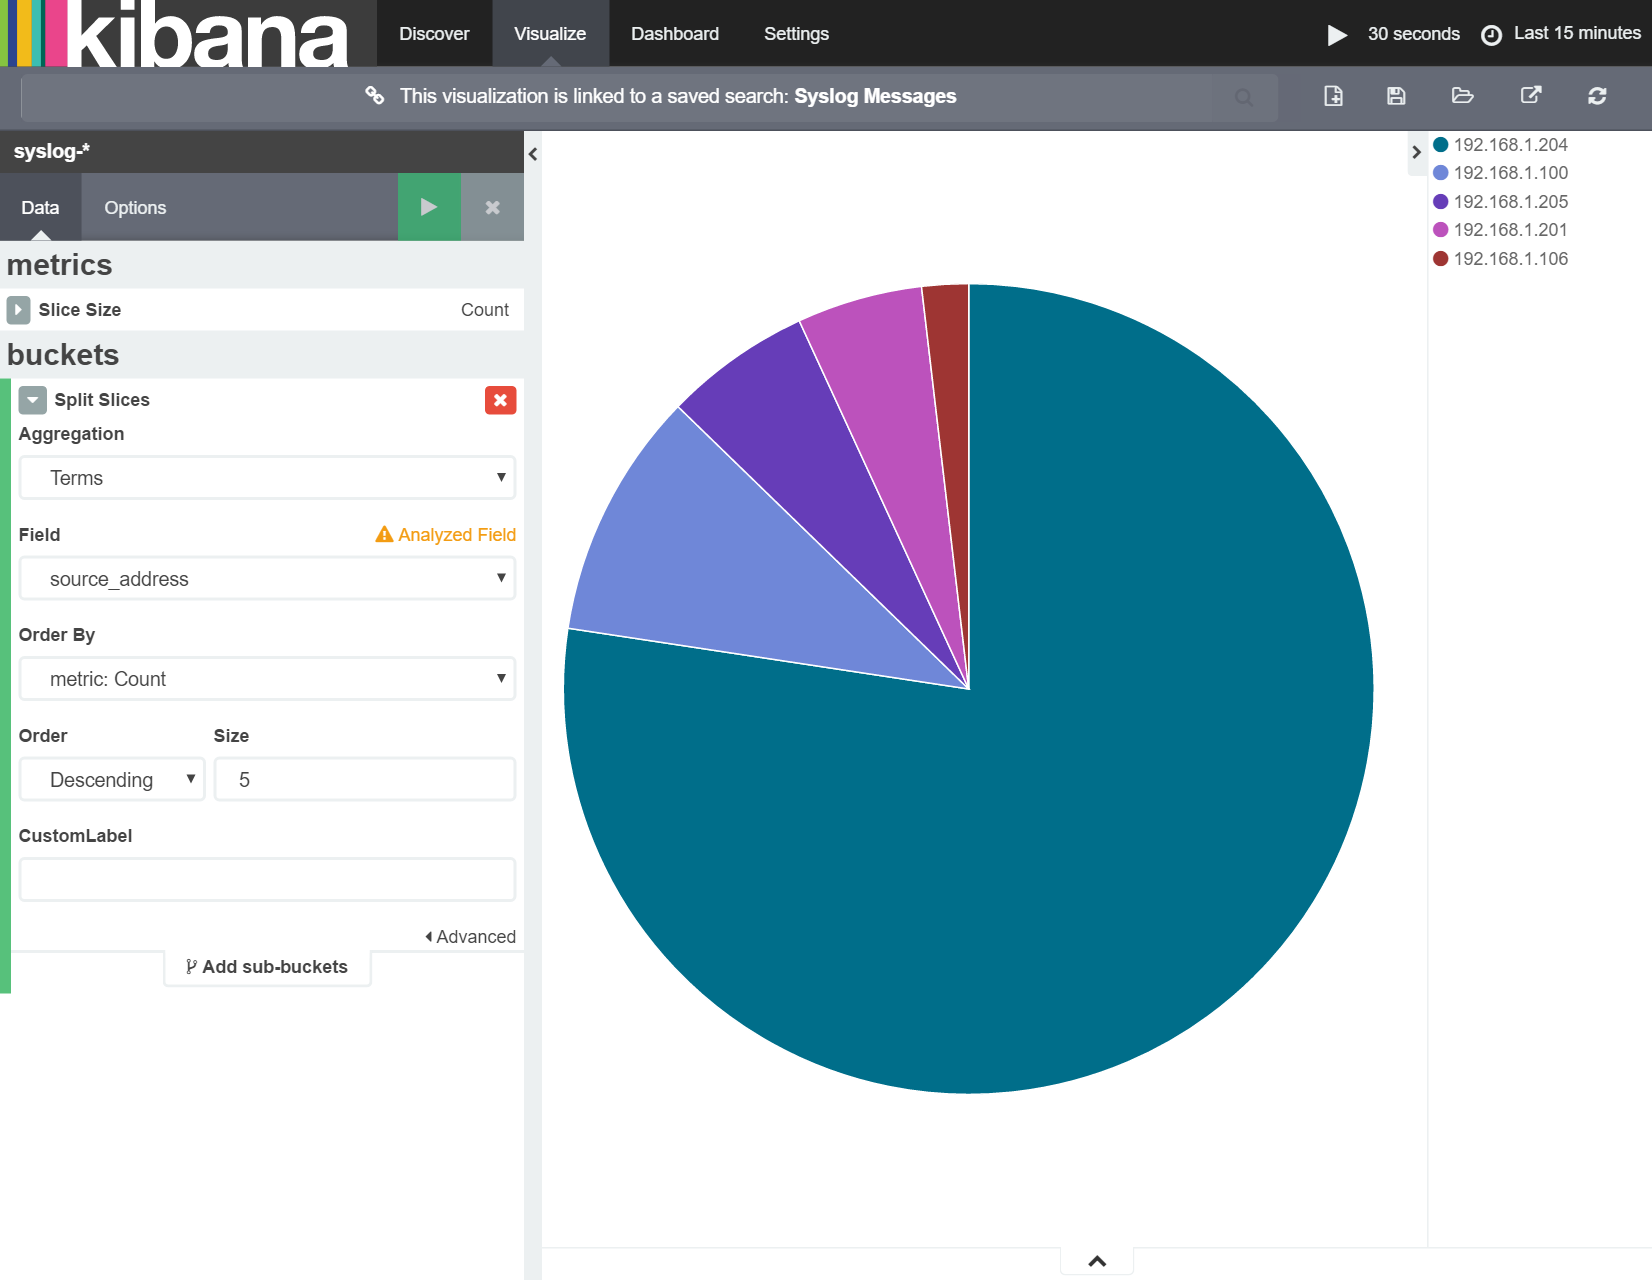 kibana
Discover Visualize Dashboard Settings 30 seconds Last 15 minutes
This visualization is linked to a saved search: Syslog Messages
syslog-*
Data Options
metrics
Slice Size Count
buckets
Split Slices
Aggregation
Terms
Field Analyzed Field
source_address
Order By
metric: Count
Order Size
Descending 5
CustomLabel
Advanced
Add sub-buckets
192.168.1.204
192.168.1.100
192.168.1.205
192.168.1.201
192.168.1.106